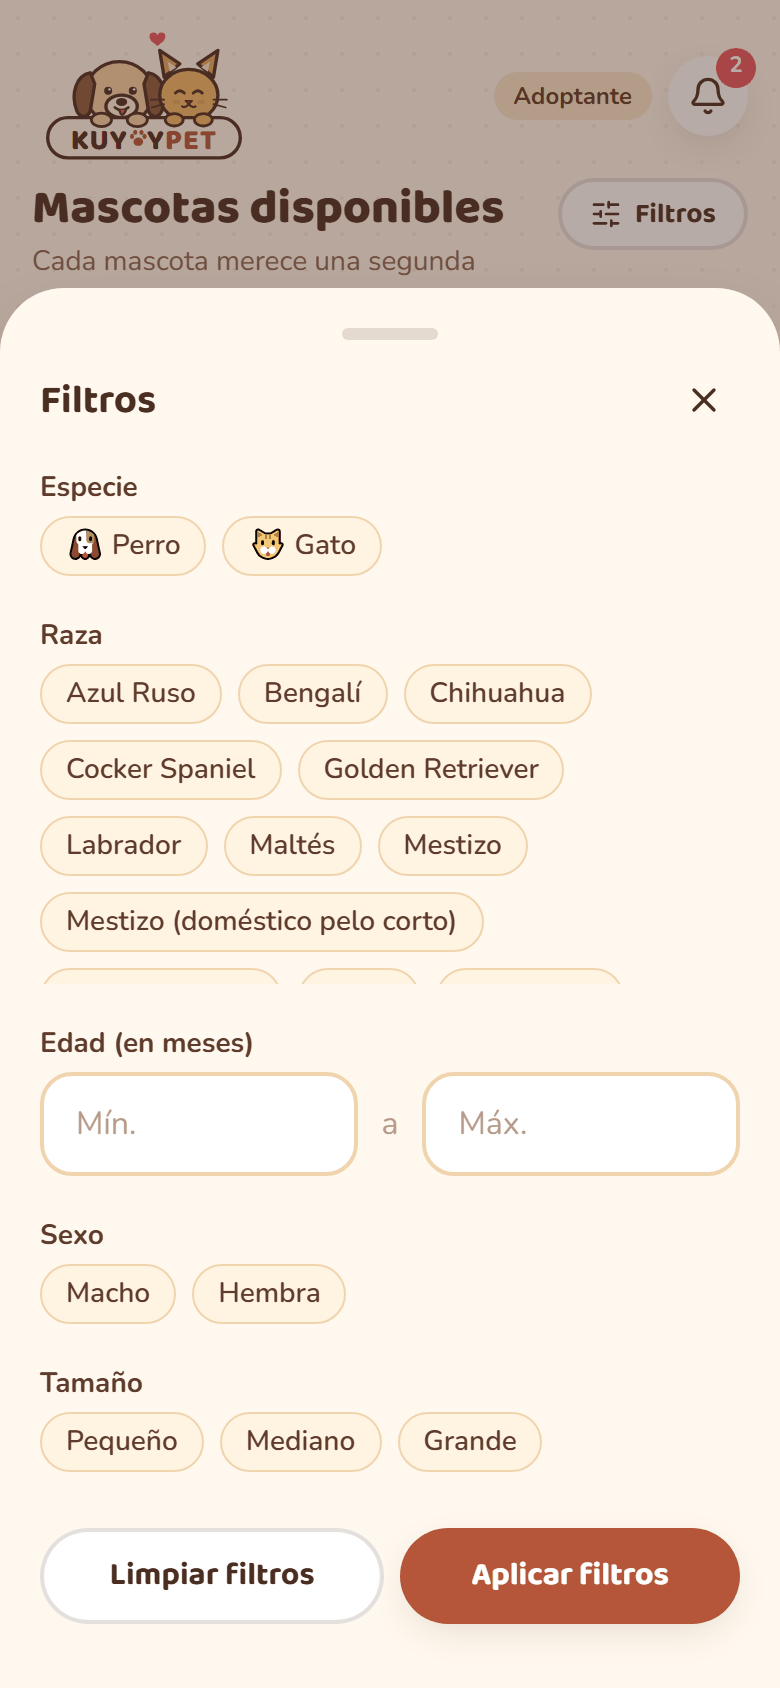 KUYYPET
Adoptante
2
Mascotas disponibles
Filtros
Cada mascota merece una segunda
Filtros
Especie
Perro
Gato
Raza
Azul Ruso
Bengalí
Chihuahua
Cocker Spaniel
Golden Retriever
Labrador
Maltés
Mestizo
Mestizo (doméstico pelo corto)
Edad (en meses)
Mín.
a
Máx.
Sexo
Macho
Hembra
Tamaño
Pequeño
Mediano
Grande
Limpiar filtros
Aplicar filtros